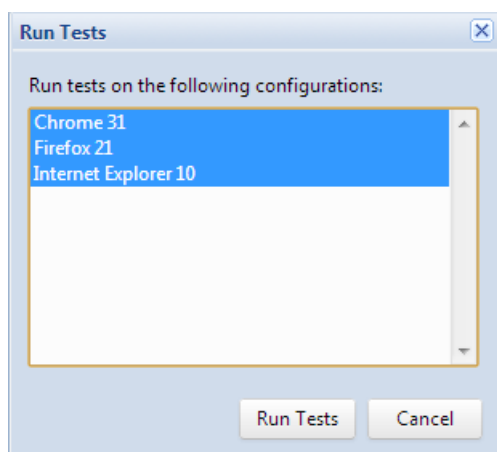 Run Tests
Run tests on the following configurations:
Chrome 31
Firefox 21
Internet Explorer 10
Run Tests Cancel